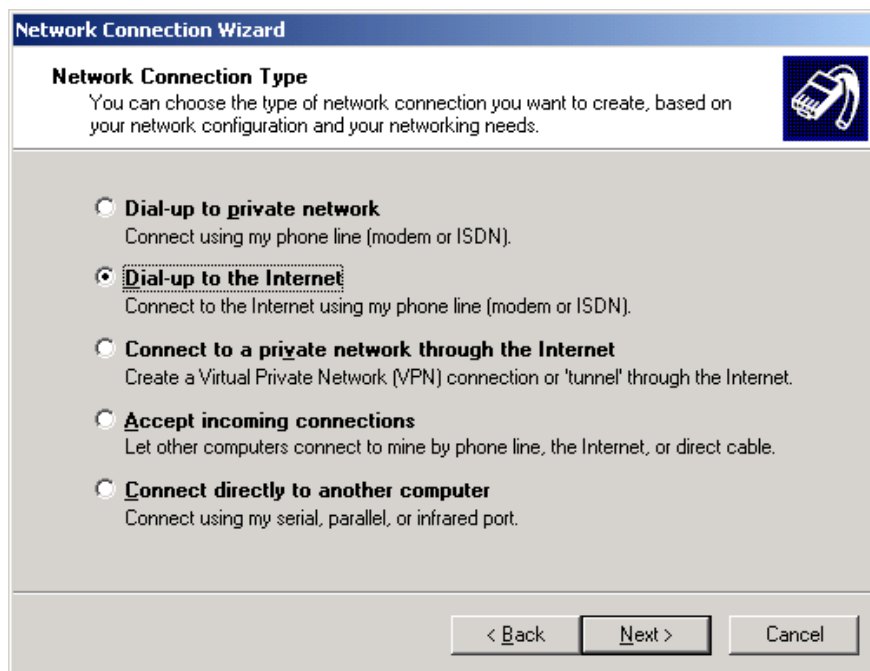 Network Connection Wizard
Network Connection Type
You can choose the type of network connection you want to create, based on
your network configuration and your networking needs.
Dial-up to private network
Connect using my phone line (modem or ISDN).
Dial-up to the Internet
Connect to the Internet using my phone line (modem or ISDN).
Connect to a private network through the Internet
Create a Virtual Private Network (VPN) connection or 'tunnel' through the Internet.
Accept incoming connections
Let other computers connect to mine by phone line, the Internet, or direct cable.
Connect directly to another computer
Connect using my serial, parallel, or infrared port.
< Back
Next >
Cancel